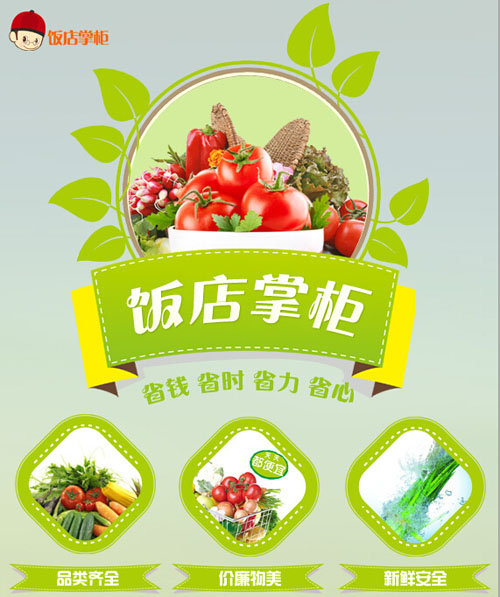 饭店掌柜
饭店掌柜
省钱 省时 省力 省心
天天
都便宜
品类齐全
价廉物美
新鲜安全